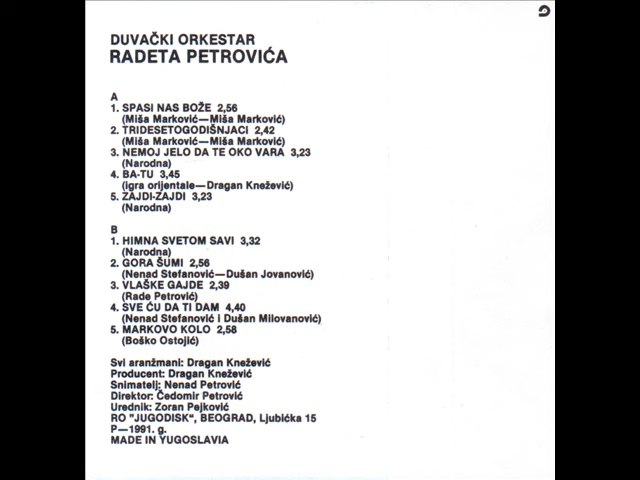 DUVAČKI ORKESTAR
RADETA PETROVIĆA
A
1. SPASI NAS BOŽE 2,56
(Miša Marković—Miša Marković)
2. TRIDESETOGODIŠNJACI 2,42
(Miša Marković—Miša Marković)
3. NEMOJ JELO DA TE OKO VARA 3,23
(Narodna)
4. BA-TU 3,45
(igra orijentale—Dragan Knežević)
5. ZAJDI-ZAJDI 3,23
(Narodna)
B
1. HIMNA SVETOM SAVI 3,32
(Narodna)
2. GORA ŠUMI 2,56
(Nenad Stefanović—Dušan Jovanović)
3. VLAŠKE GAJDE 2,39
(Rade Petrović)
4. SVE ĆU DA TI DAM 4,40
(Nenad Stefanović i Dušan Milovanović)
5. MARKOVO KOLO 2,58
(Boško Ostojić)
Svi aranžmani: Dragan Knežević
Producent: Dragan Knežević
Snimatelj: Nenad Petrović
Direktor: Čedomir Petrović
Urednik: Zoran Pejković
RO "JUGODISK“, BEOGRAD, Ljubićka 15
P—1991. g.
MADE IN YUGOSLAVIA